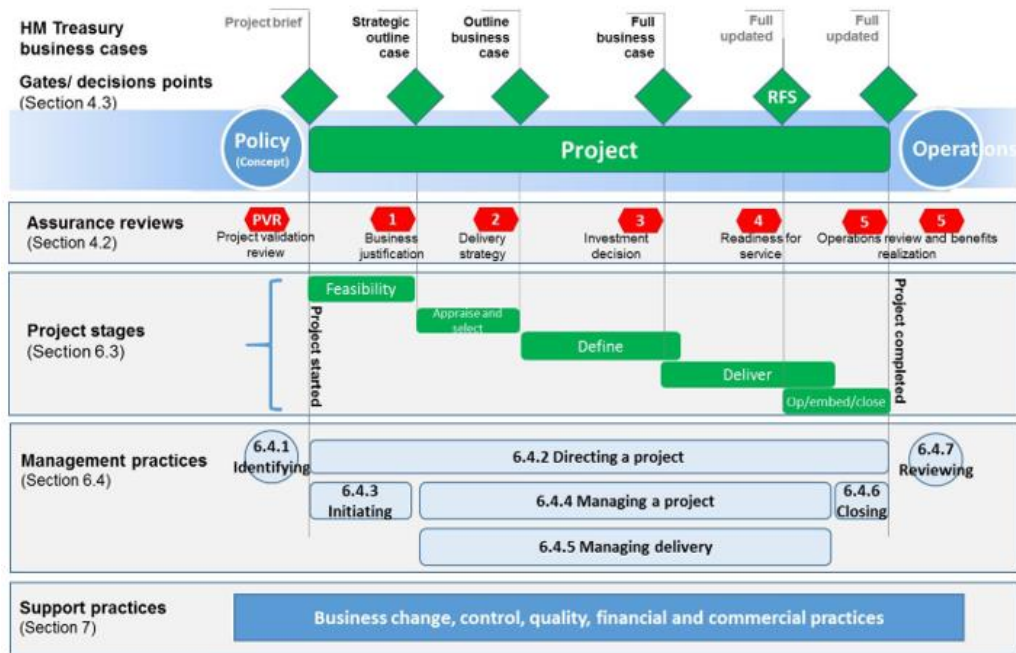 HM Treasury
business cases
Project brief
Strategic
outline
case
Outline
business
case
Full
business
case
Full
updated
Full
updated
Gates/ decisions points
(Section 4.3)
RFS
Policy
(Concept)
Project
Operations
Assurance reviews
(Section 4.2)
PVR
Project validation
review
1
Business
justification
2
Delivery
strategy
3
Investment
decision
4
Readiness for
service
5
5
Operations review and benefits
realization
Project stages
(Section 6.3)
Project started
Feasibility
Appraise and
select
Define
Deliver
Op/embed/close
Project completed
Management practices
(Section 6.4)
6.4.1
Identifying
6.4.2 Directing a project
6.4.7
Reviewing
6.4.3
Initiating
6.4.4 Managing a project
6.4.6
Closing
6.4.5 Managing delivery
Support practices
(Section 7)
Business change, control, quality, financial and commercial practices